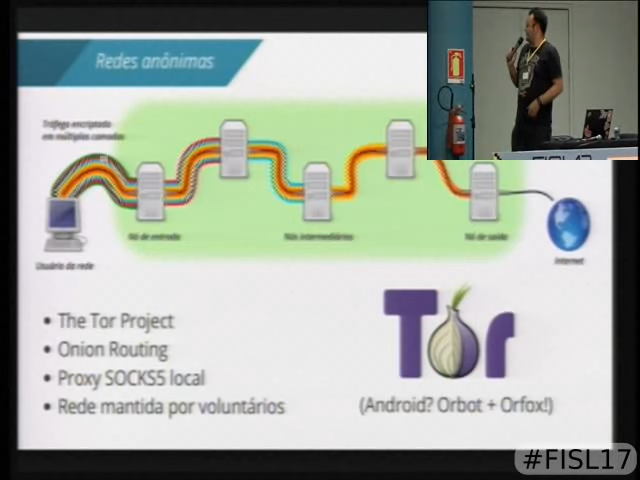 Redes anônimas
Tráfego encriptado
em múltiplas camadas
Nó de entrada
Nós intermediários
Nó de saída
Usuário da rede
Internet
• The Tor Project
• Onion Routing
• Proxy SOCKS5 local
• Rede mantida por voluntários
Tor
(Android? Orbot + Orfox!)
FISL17
#FISL17